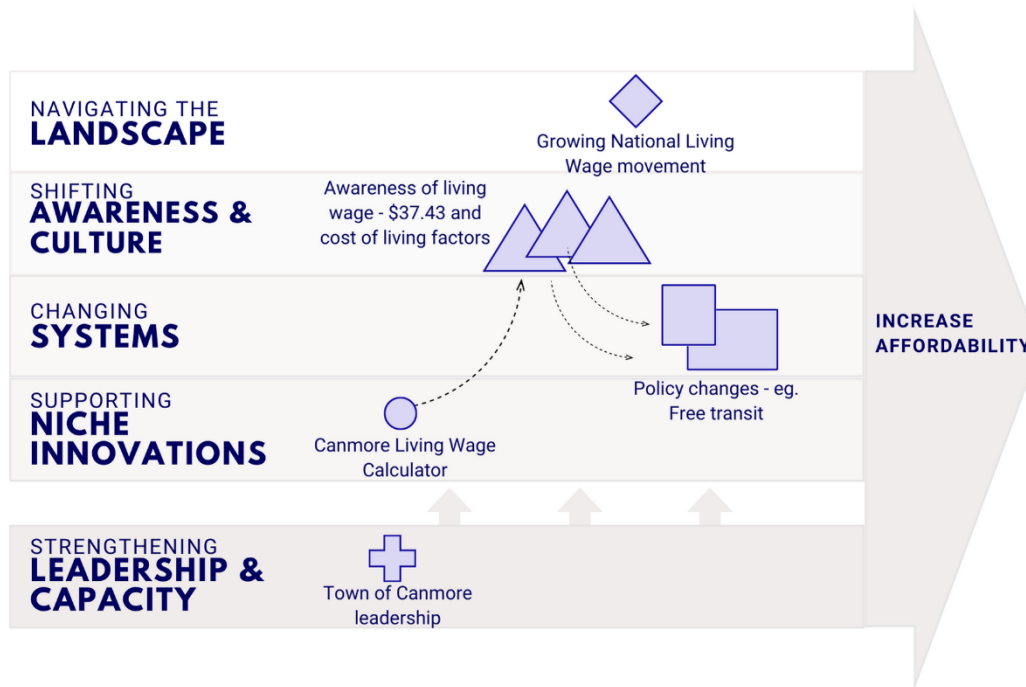 NAVIGATING THE
LANDSCAPE
Growing National Living
Wage movement
SHIFTING
AWARENESS &
CULTURE
Awareness of living
wage - $37.43 and
cost of living factors
CHANGING
SYSTEMS
Policy changes - eg.
Free transit
SUPPORTING
NICHE
INNOVATIONS
Canmore Living Wage
Calculator
STRENGTHENING
LEADERSHIP &
CAPACITY
Town of Canmore
leadership
INCREASE
AFFORDABILITY